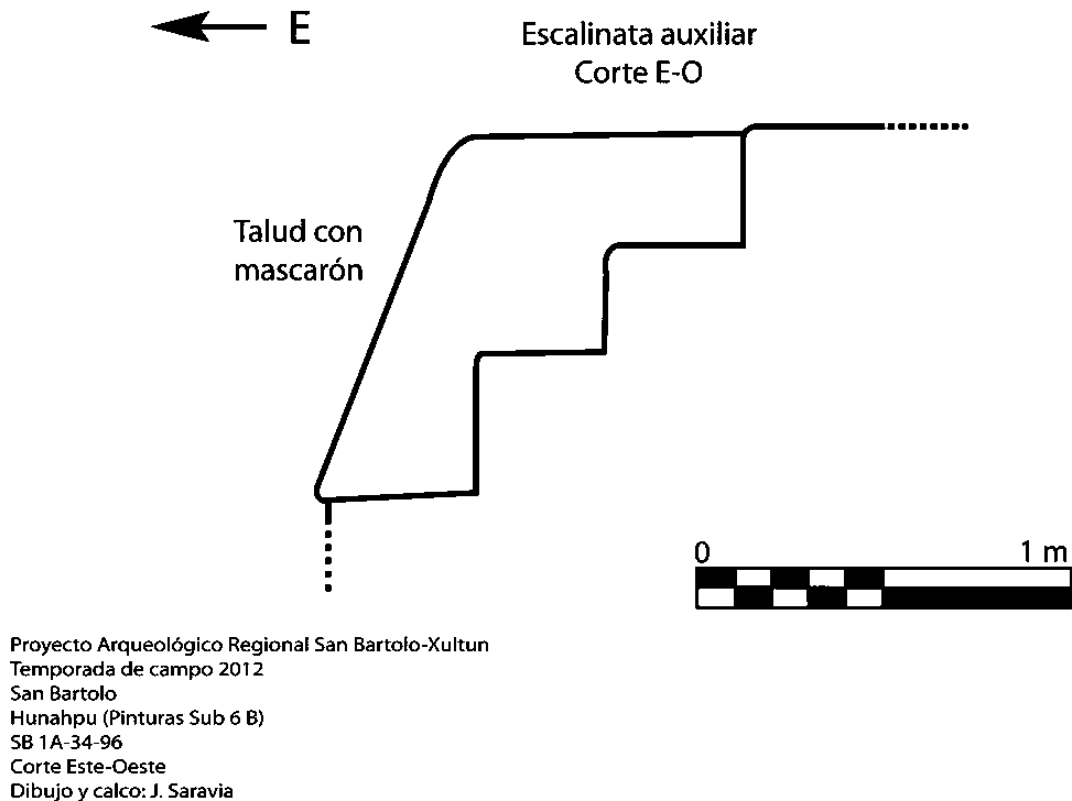 E
Escalinata auxiliar
Corte E-O
Talud con
mascarón
0 1 m
Proyecto Arqueológico Regional San Bartolo-Xultun
Temporada de campo 2012
San Bartolo
Hunahpu (Pinturas Sub 6 B)
SB 1A-34-96
Corte Este-Oeste
Dibujo y calco: J. Saravia